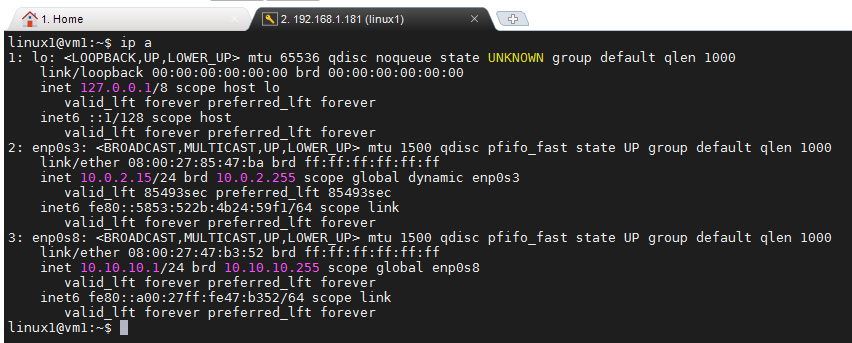 1. Home
2. 192.168.1.181 (linux1)
linux1@vm1:~$ ip a
1: lo: <LOOPBACK,UP,LOWER_UP> mtu 65536 qdisc noqueue state UNKNOWN group default qlen 1000
    link/loopback 00:00:00:00:00:00 brd 00:00:00:00:00:00
    inet 127.0.0.1/8 scope host lo
       valid_lft forever preferred_lft forever
    inet6 ::1/128 scope host
       valid_lft forever preferred_lft forever
2: enp0s3: <BROADCAST,MULTICAST,UP,LOWER_UP> mtu 1500 qdisc pfifo_fast state UP group default qlen 1000
    link/ether 08:00:27:85:47:ba brd ff:ff:ff:ff:ff:ff
    inet 10.0.2.15/24 brd 10.0.2.255 scope global dynamic enp0s3
       valid_lft 85493sec preferred_lft 85493sec
    inet6 fe80::5853:522b:4b24:59f1/64 scope link
       valid_lft forever preferred_lft forever
3: enp0s8: <BROADCAST,MULTICAST,UP,LOWER_UP> mtu 1500 qdisc pfifo_fast state UP group default qlen 1000
    link/ether 08:00:27:47:b3:52 brd ff:ff:ff:ff:ff:ff
    inet 10.10.10.1/24 brd 10.10.10.255 scope global enp0s8
       valid_lft forever preferred_lft forever
    inet6 fe80::a00:27ff:fe47:b352/64 scope link
       valid_lft forever preferred_lft forever
linux1@vm1:~$